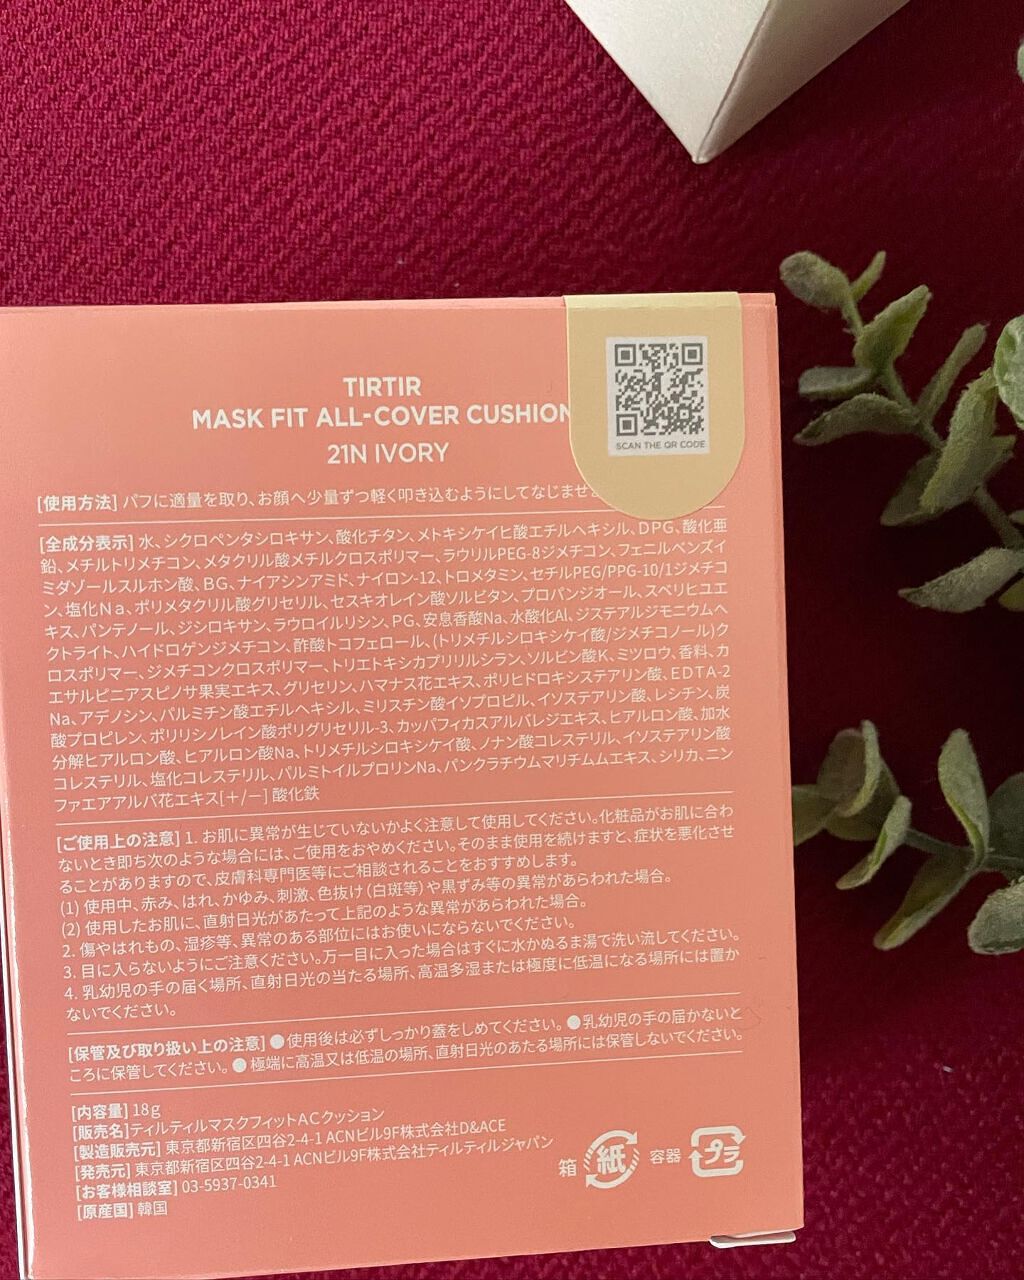 TIRTIR
MASK FIT ALL-COVER CUSHION
21N IVORY
SCAN THE QR CODE
[使用方法] パフに適量を取り、お顔へ少量ずつ軽く叩き込むようにしてなじませ
[全成分表示] 水、シクロペンタシロキサン、酸化チタン、メトキシケイヒ酸エチルヘキシル、DPG、酸化亜
鉛、メチルトリメチコン、メタクリル酸メチルクロスポリマー、ラウリルPEG-8ジメチコン、フェニルベンズイ
ミダゾールスルホン酸、BG、ナイアシンアミド、ナイロン-12、トロメタミン、セチルPEG/PPG-10/1ジメチコ
ン、塩化Na、ポリメタクリル酸グリセリル、セスキオレイン酸ソルビタン、プロパンジオール、スベリヒユエ
キス、パンテノール、ジシロキサン、ラウロイルリシン、PG、安息香酸Na、水酸化Al、ジステアルジモニウムヘ
クトライト、ハイドロゲンジメチコン、酢酸トコフェロール、(トリメチルシロキシケイ酸/ジメチコノール)ク
ロスポリマー、ジメチコンクロスポリマー、トリエトキシカプリリルシラン、ソルビン酸K、ミツロウ、香料、カ
エサルピニアスピノサ果実エキス、グリセリン、ハマナス花エキス、ポリヒドロキシステアリン酸、EDTA-2
Na、アデノシン、パルミチン酸エチルヘキシル、ミリスチン酸イソプロピル、イソステアリン酸、レシチン、炭
酸プロピレン、ポリリシノレイン酸ポリグリセリル-3、カッパフィカスアルバレジエキス、ヒアルロン酸、加水
分解ヒアルロン酸、ヒアルロン酸Na、トリメチルシロキシケイ酸、ノナン酸コレステリル、イソステアリン酸
コレステリル、塩化コレステリル、パルミトイルプロリンNa、パンクラチウムマリチムムエキス、シリカ、ニン
ファエアアルバ花エキス[+/-] 酸化鉄
[ご使用上の注意] 1. お肌に異常が生じていないかよく注意して使用してください。化粧品がお肌に合わ
ないとき即ち次のような場合には、ご使用をおやめください。そのまま使用を続けますと、症状を悪化させ
ることがありますので、皮膚科専門医等にご相談されることをおすすめします。
(1) 使用中、赤み、はれ、かゆみ、刺激、色抜け(白斑等)や黒ずみ等の異常があらわれた場合。
(2) 使用したお肌に、直射日光があたって上記のような異常があらわれた場合。
2. 傷やはれもの、湿疹等、異常のある部位にはお使いにならないでください。
3. 目に入らないようにご注意ください。万一目に入った場合はすぐに水かぬるま湯で洗い流してください。
4. 乳幼児の手の届く場所、直射日光の当たる場所、高温多湿または極度に低温になる場所には置か
ないでください。
[保管及び取り扱い上の注意] ●使用後は必ずしっかり蓋をしめてください。 ●乳幼児の手の届かないと
ころに保管してください。 ● 極端に高温又は低温の場所、直射日光のあたる場所には保管しないでください。
[内容量] 18g
[販売名] ティルティルマスクフィットACクッション
[製造販売元] 東京都新宿区四谷2-4-1 ACNビル9F株式会社D&ACE
[発売元] 東京都新宿区四谷2-4-1 ACNビル9F株式会社ティルティルジャパン
[お客様相談室] 03-5937-0341
[原産国] 韓国
箱 紙 容器 プラ